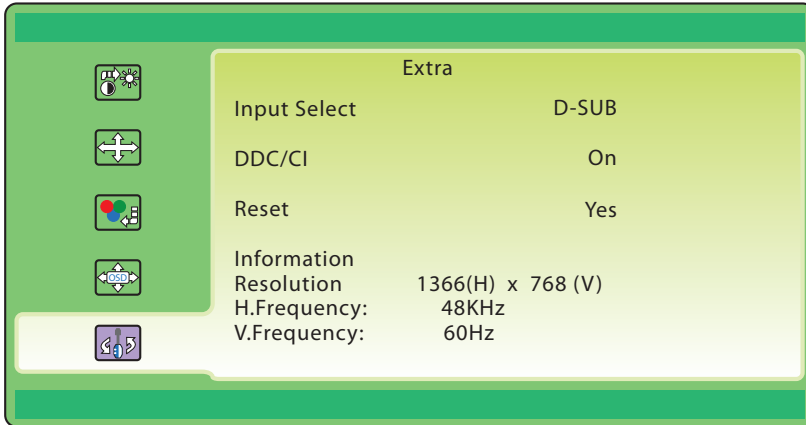 Extra
Input Select D-SUB
DDC/CI On
Reset Yes
Information
Resolution 1366(H) x 768 (V)
H.Frequency: 48KHz
V.Frequency: 60Hz
OSD